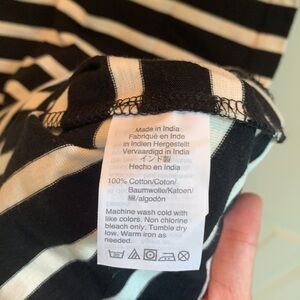 Made in India
Fabriqué en Inde
in Indien Hergestellt
Vervaardigd in India
インド製
Hecho en India
100% Cotton/Coton/
Baumwolle/Katoen/
綿/algodón
Machine wash cold with
like colors. Non chlorine
bleach only. Tumble dry
low. Warm iron as
needed.